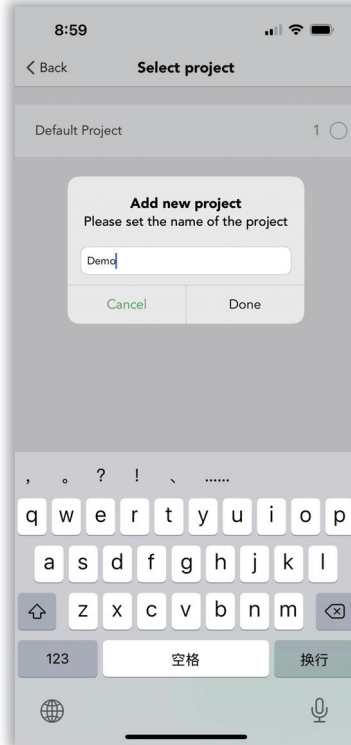 8:59
Back
Select project
Default Project 1
Add new project
Please set the name of the project
Demo
Cancel Done
, 。 ? ! 、 ……
q w e r t y u i o p
a s d f g h j k l
z x c v b n m
123 空格 换行